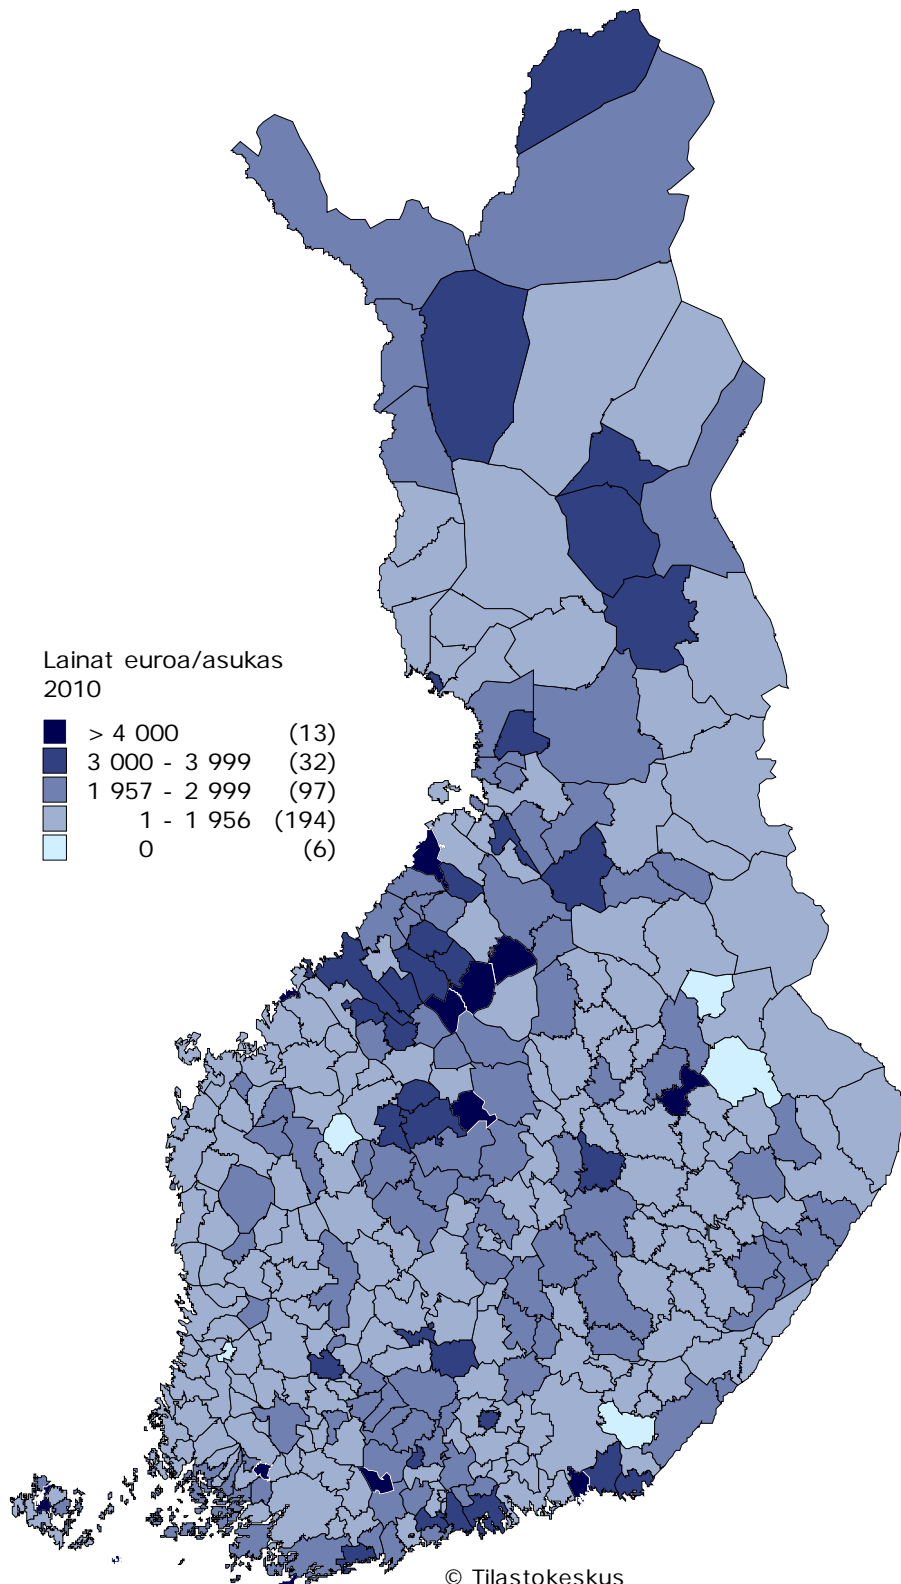 Lainat euroa/asukas
2010
> 4 000 (13)
3 000 - 3 999 (32)
1 957 - 2 999 (97)
1 - 1 956 (194)
0 (6)
© Tilastokeskus